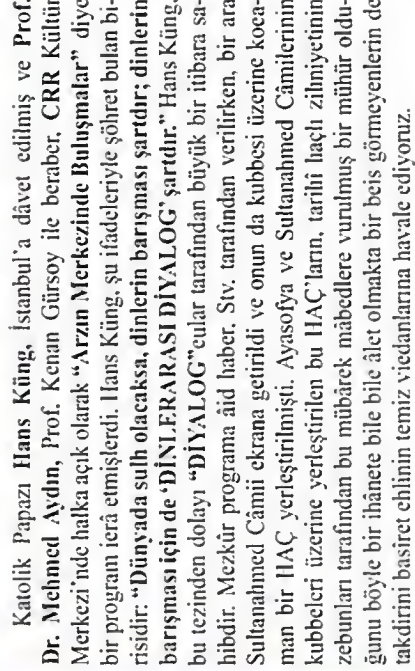 Katolik Papazı Hans Küng, İstanbul'a dâvet edilmiş ve Prof.
Dr. Mehmed Aydın, Prof. Kenan Gürsoy ile beraber, CRR Kültür
Merkezi'nde halka açık olarak “Arzın Merkezinde Buluşmalar” diye
bir program icrâ etmişlerdi. Hans Küng, şu ifadeleriyle şöhret bulan bi-
risidir: “Dünyada sulh olacaksa, dinlerin barışması şartdır; dinlerin
barışması için de ‘DİNLERARASI DİYALOG’ şartdır.” Hans Küng,
bu tezinden dolayı “DİYALOG”cular tarafından büyük bir itibara sa-
hibdir. Mezkûr programa âid haber, Stv. tarafından verilirken, bir ara
Sultanahmed Câmii ekrana getirildi ve onun da kubbesi üzerine koca-
man bir HAÇ yerleştirilmişti. Ayasofya ve Sultanahmed Câmilerinin
kubbeleri üzerine yerleştirilen bu HAÇ'ların, tarihî haçlı zihniyetinin
zebunları tarafından bu mübârek mâbedlere vurulmuş bir mühür oldu-
ğunu böyle bir ihânete bile bile âlet olmakta bir beis görmeyenlerin de
takdirini basiret ehlinin temiz vicdanlarına havale ediyoruz.